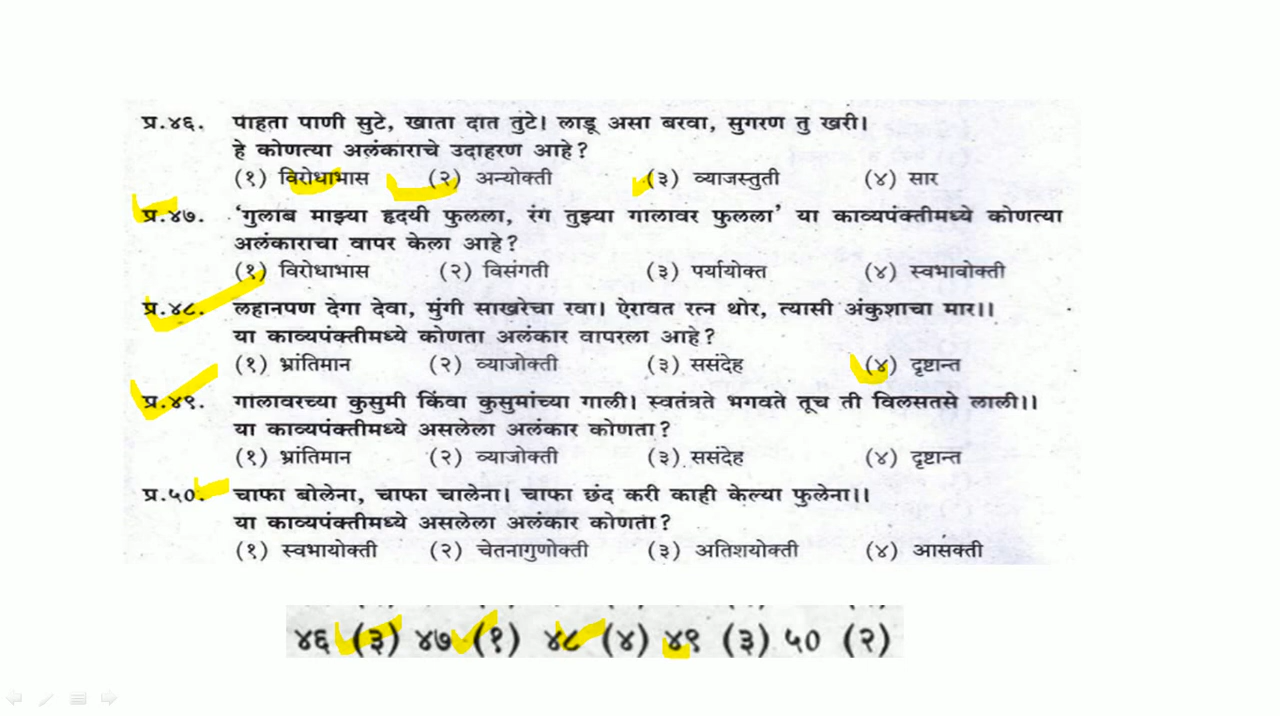 प्र.४६. पाहता पाणी सुटे, खाता दात तुटे। लाडू असा बरवा, सुगरण तु खरी।
हे कोणत्या अलंकाराचे उदाहरण आहे?
(१) विरोधाभास (२) अन्योक्ती (३) व्याजस्तुती (४) सार
प्र.४७. 'गुलाब माझ्या हृदयी फुलला, रंग तुझ्या गालावर फुलला' या काव्यपंक्तीमध्ये कोणत्या
अलंकाराचा वापर केला आहे?
(१) विरोधाभास (२) विसंगती (३) पर्यायोक्त (४) स्वभावोक्ती
प्र.४८. लहानपण देगा देवा, मुंगी साखरेचा रवा। ऐरावत रत्न थोर, त्यासी अंकुशाचा मार।।
या काव्यपंक्तीमध्ये कोणता अलंकार वापरला आहे?
(१) भ्रांतिमान (२) व्याजोक्ती (३) ससंदेह (४) दृष्टान्त
प्र.४९. गालावरच्या कुसुमी किंवा कुसुमांच्या गाली। स्वतंत्रते भगवते तूच ती विलसतसे लाली।।
या काव्यपंक्तीमध्ये असलेला अलंकार कोणता?
(१) भ्रांतिमान (२) व्याजोक्ती (३) ससंदेह (४) दृष्टान्त
प्र.५०. चाफा बोलेना, चाफा चालेना। चाफा छंद करी काही केल्या फुलेना।।
या काव्यपंक्तीमध्ये असलेला अलंकार कोणता?
(१) स्वभायोक्ती (२) चेतनागुणोक्ती (३) अतिशयोक्ती (४) आसक्ती
४६ (३) ४७ (१) ४८ (४) ४९ (३) ५० (२)